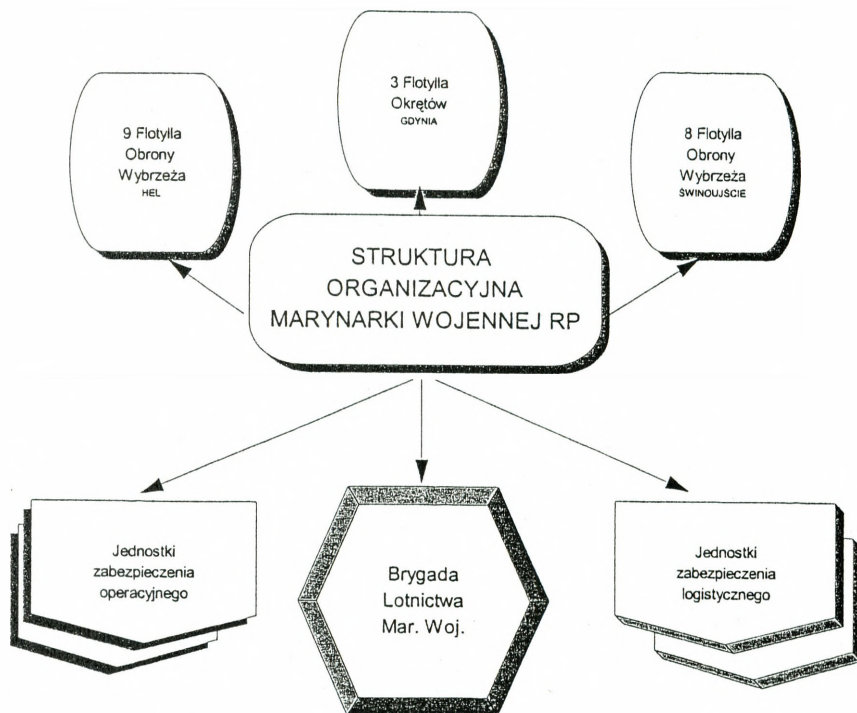 3 Flotylla
Okrętów
GDYNIA
9 Flotylla
Obrony
Wybrzeża
HEL
8 Flotylla
Obrony
Wybrzeża
ŚWINOUJŚCIE
STRUKTURA
ORGANIZACYJNA
MARYNARKI WOJENNEJ RP
Jednostki
zabezpieczenia
operacyjnego
Brygada
Lotnictwa
Mar. Woj.
Jednostki
zabezpieczenia
logistycznego